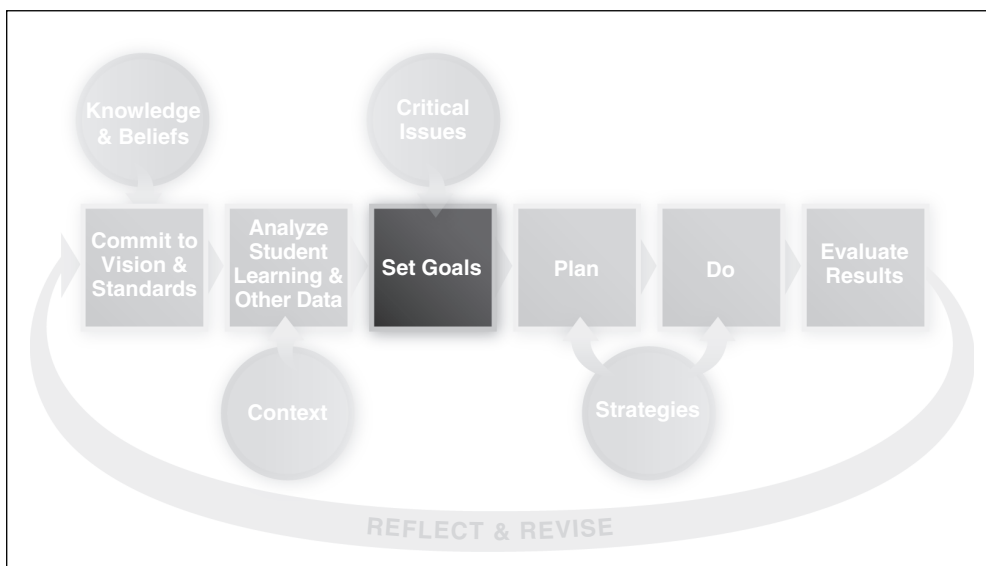 Knowledge
& Beliefs
Critical
Issues
Commit to
Vision &
Standards
Analyze
Student
Learning &
Other Data
Set Goals
Plan
Do
Evaluate
Results
Context
Strategies
REFLECT & REVISE